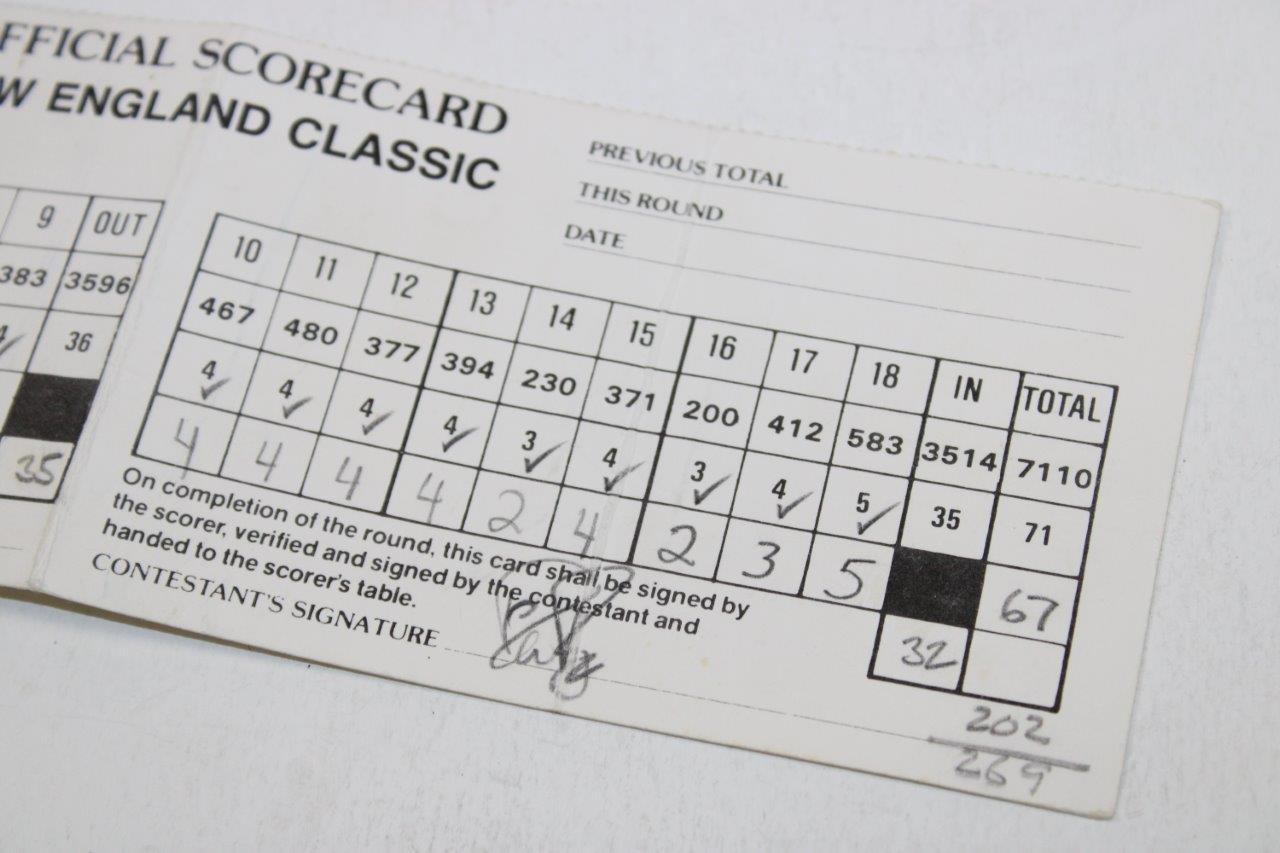 FFICIAL SCORECARD
W ENGLAND CLASSIC
PREVIOUS TOTAL
THIS ROUND
DATE
9 OUT
383 3596
4 36
35
10 11 12 13 14 15 16 17 18 IN TOTAL
467 480 377 394 230 371 200 412 583 3514 7110
4 4 4 4 3 4 3 4 5 35 71
4 4 4 4 2 4 2 3 5 67
32
On completion of the round, this card shall be signed by
the scorer, verified and signed by the contestant and
handed to the scorer's table.
CONTESTANT'S SIGNATURE
202
269